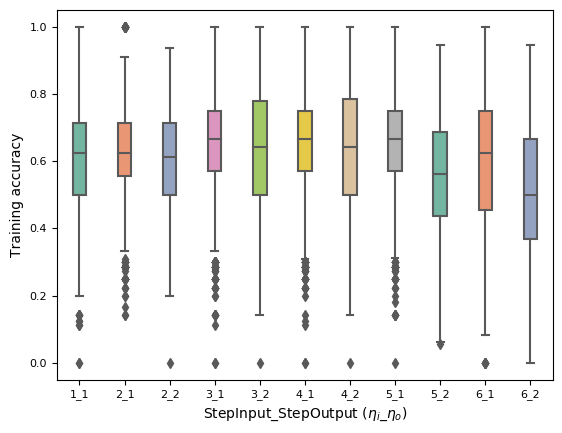 1.0
0.8
0.6
0.4
0.2
0.0
Training accuracy
1_1 2_1 2_2 3_1 3_2 4_1 4_2 5_1 5_2 6_1 6_2
StepInput_StepOutput (η_i_η_o)